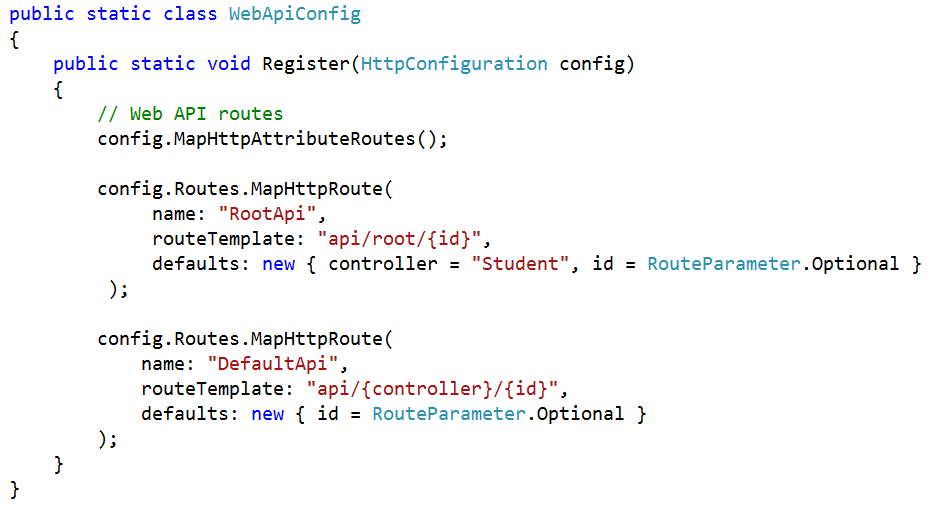 public static class WebApiConfig
{
    public static void Register(HttpConfiguration config)
    {
        // Web API routes
        config.MapHttpAttributeRoutes();

        config.Routes.MapHttpRoute(
             name: "RootApi",
             routeTemplate: "api/root/{id}",
             defaults: new { controller = "Student", id = RouteParameter.Optional }
         );

        config.Routes.MapHttpRoute(
            name: "DefaultApi",
            routeTemplate: "api/{controller}/{id}",
            defaults: new { id = RouteParameter.Optional }
        );
    }
}